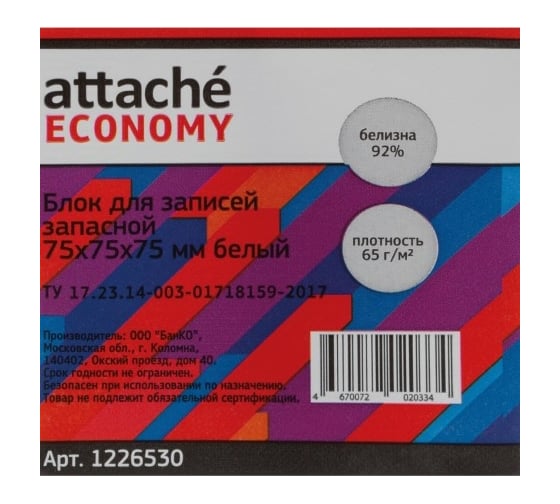 attaché
ECONOMY
белизна
92%
Блок для записей
запасной
75x75x75 мм белый
плотность
65 г/м²
ТУ 17.23.14-003-01718159-2017
Производитель: ООО "БанКО",
Московская обл., г. Коломна,
140402, Окский проезд, дом 40.
Срок годности не ограничен.
Безопасен при использовании по назначению.
Товар не подлежит обязательной сертификации.
4 670072 020334
Арт. 1226530